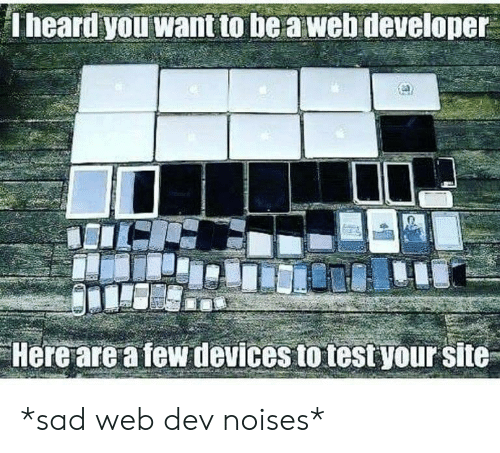 I heard you want to be a web developer
Here are a few devices to test your site
*sad web dev noises*